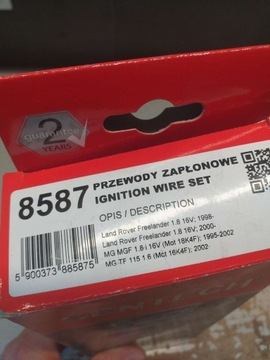 2
guarantee
YEARS
8587
PRZEWODY ZAPŁONOWE
IGNITION WIRE SET
OPIS / DESCRIPTION
Land Rover Freelander 1.8 16V; 1998-
Land Rover Freelander 1.8 16V; 2000-
MG MGF 1.8-i 16V (Mot 18K4F); 1995-2002
MG TF 115 1.6 (Mot 16K4F); 2002
5 900373 885875